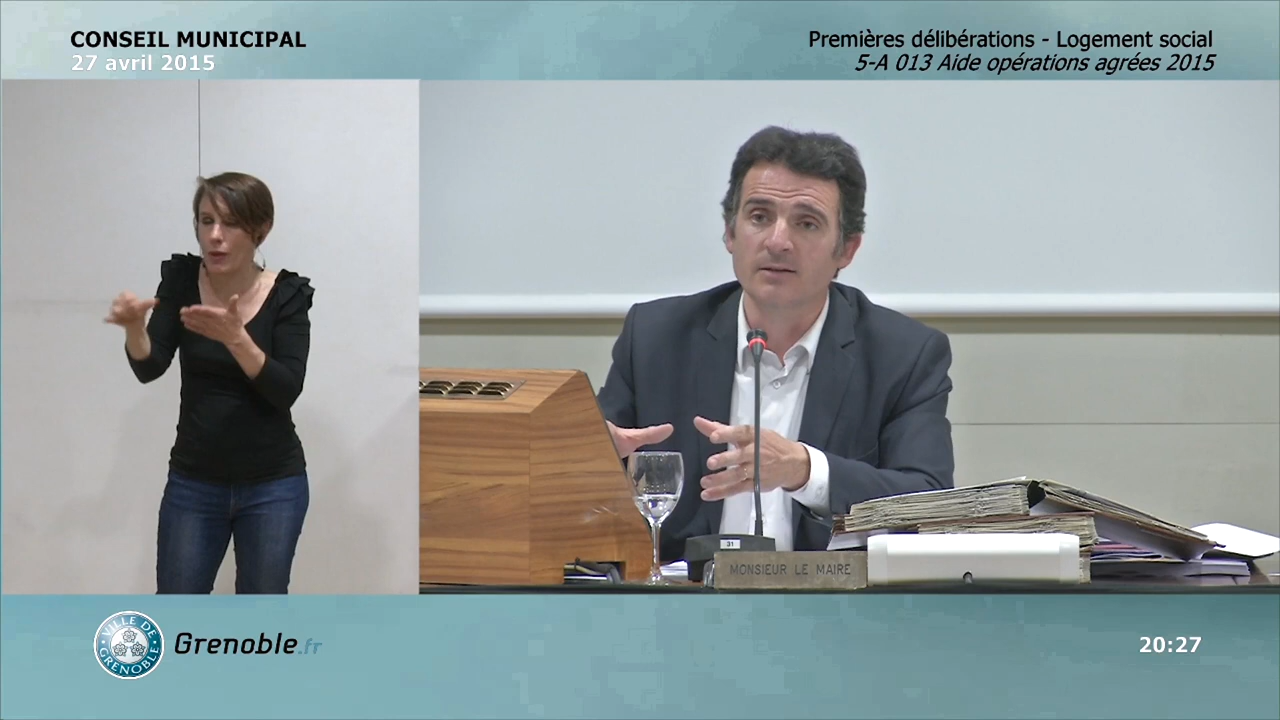 CONSEIL MUNICIPAL
27 avril 2015
Premières délibérations - Logement social
5-A 013 Aide opérations agrées 2015
31
MONSIEUR LE MAIRE
VILLE DE GRENOBLE
Grenoble.fr
20:27